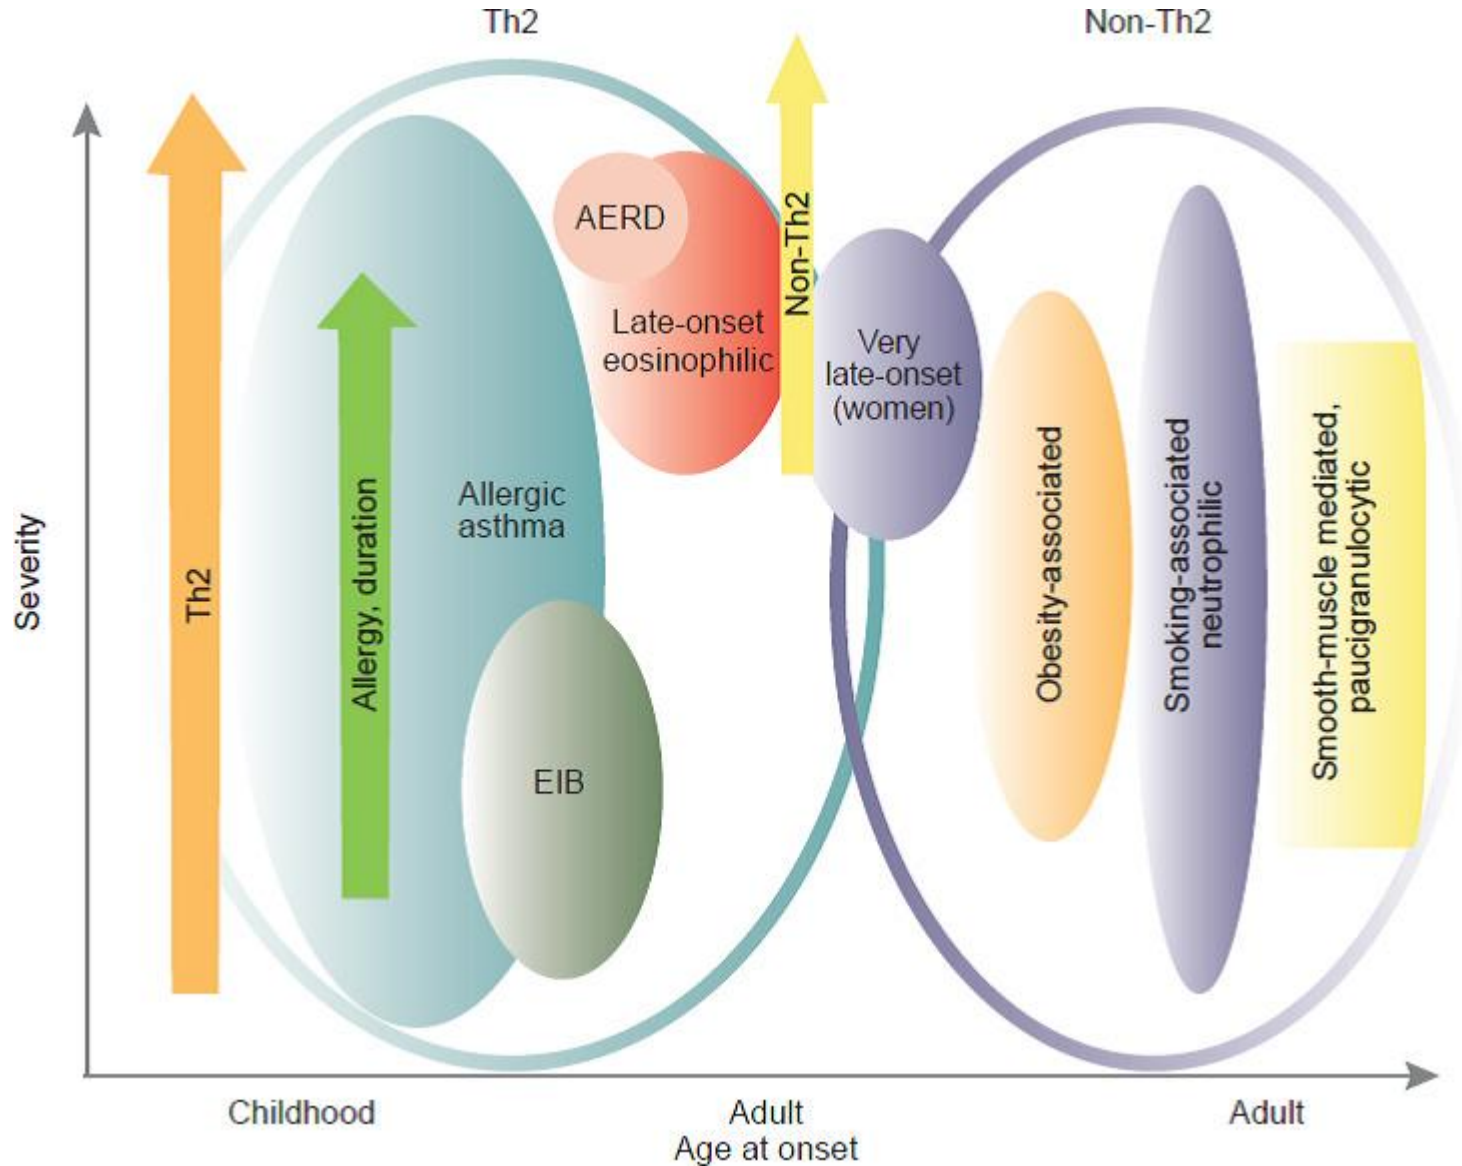 Th2
Non-Th2
Severity
Th2
Allergy, duration
Allergic
asthma
EIB
AERD
Late-onset
eosinophilic
Non-Th2
Very
late-onset
(women)
Obesity-associated
Smoking-associated
neutrophilic
Smooth-muscle mediated,
paucigranulocytic
Childhood
Adult
Adult
Age at onset